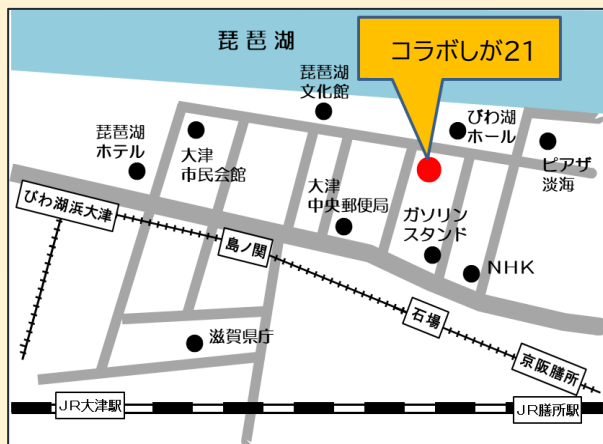 琵琶湖
コラボしが21
琵琶湖
文化館
びわ湖
ホール
琵琶湖
ホテル
大津
市民会館
ピアザ
淡海
大津
中央郵便局
ガソリン
スタンド
びわ湖浜大津
島ノ関
NHK
石場
滋賀県庁
京阪膳所
JR大津駅
JR膳所駅